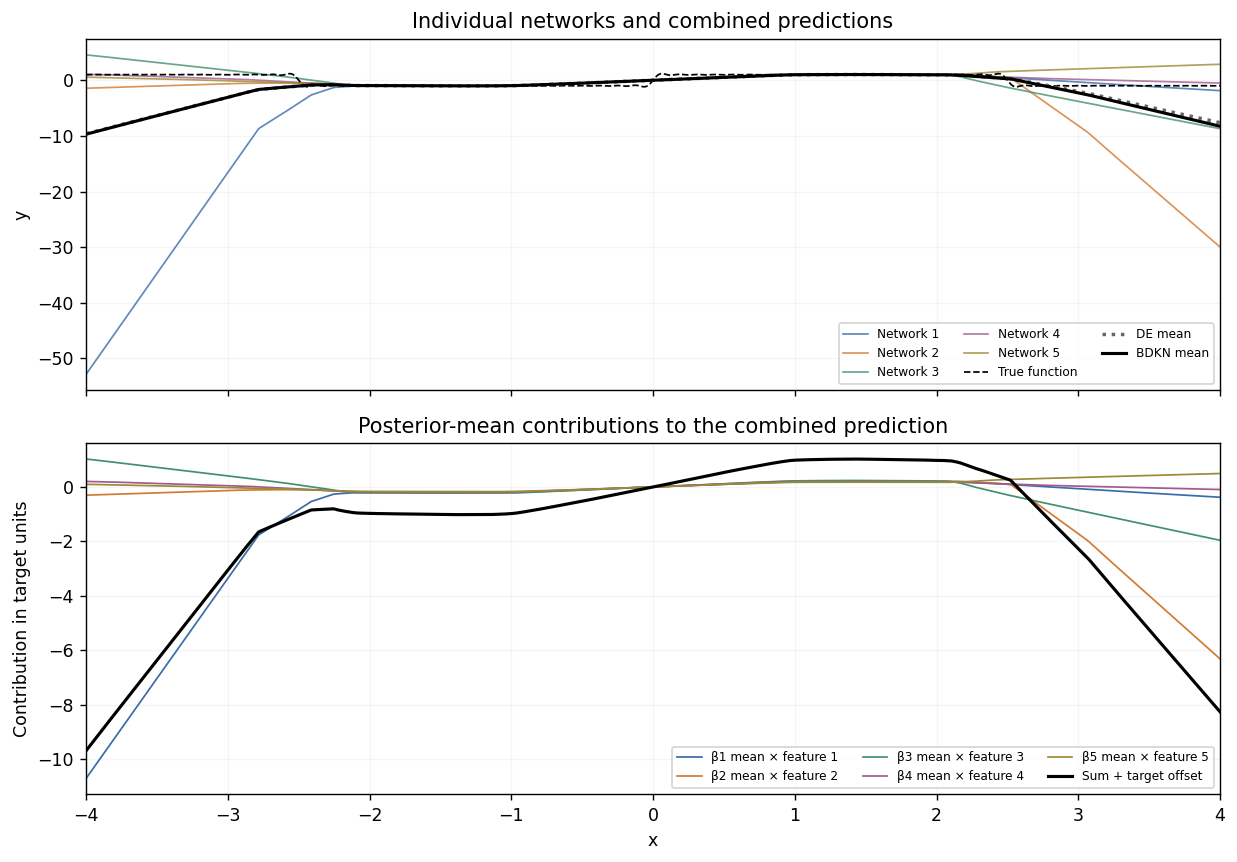 Individual networks and combined predictions
0
−10
−20
−30
−40
−50
y
Network 1 Network 4 DE mean
Network 2 Network 5 BDKN mean
Network 3 True function
Posterior-mean contributions to the combined prediction
0
−2
−4
−6
−8
−10
Contribution in target units
β1 mean × feature 1 β3 mean × feature 3 β5 mean × feature 5
β2 mean × feature 2 β4 mean × feature 4 Sum + target offset
−4 −3 −2 −1 0 1 2 3 4
x